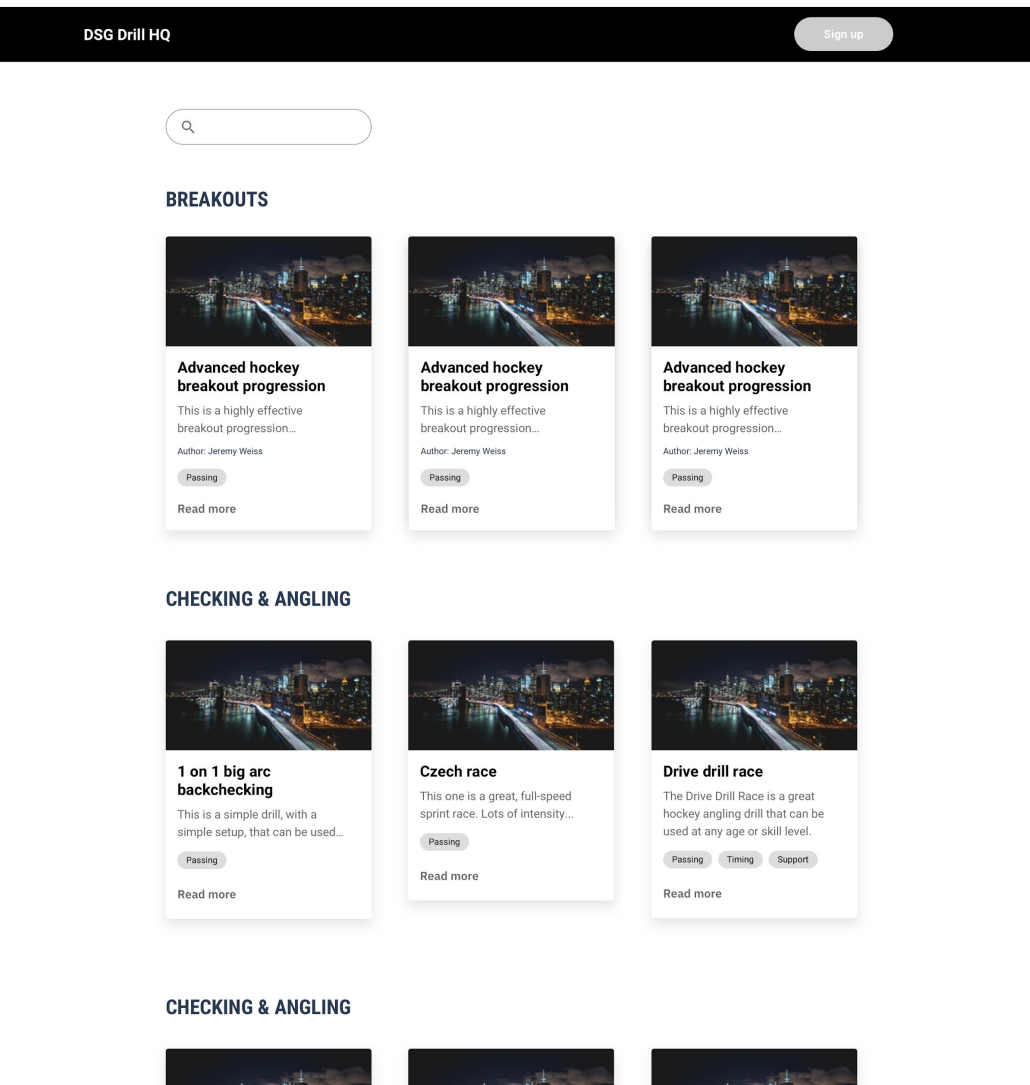 DSG Drill HQ
Sign up
BREAKOUTS
Advanced hockey
breakout progression
This is a highly effective
breakout progression...
Author: Jeremy Weiss
Passing
Read more
Advanced hockey
breakout progression
This is a highly effective
breakout progression...
Author: Jeremy Weiss
Passing
Read more
Advanced hockey
breakout progression
This is a highly effective
breakout progression...
Author: Jeremy Weiss
Passing
Read more
CHECKING & ANGLING
1 on 1 big arc
backchecking
This is a simple drill, with a
simple setup, that can be used...
Passing
Read more
Czech race
This one is a great, full-speed
sprint race. Lots of intensity...
Passing
Read more
Drive drill race
The Drive Drill Race is a great
hockey angling drill that can be
used at any age or skill level.
Passing Timing Support
Read more
CHECKING & ANGLING